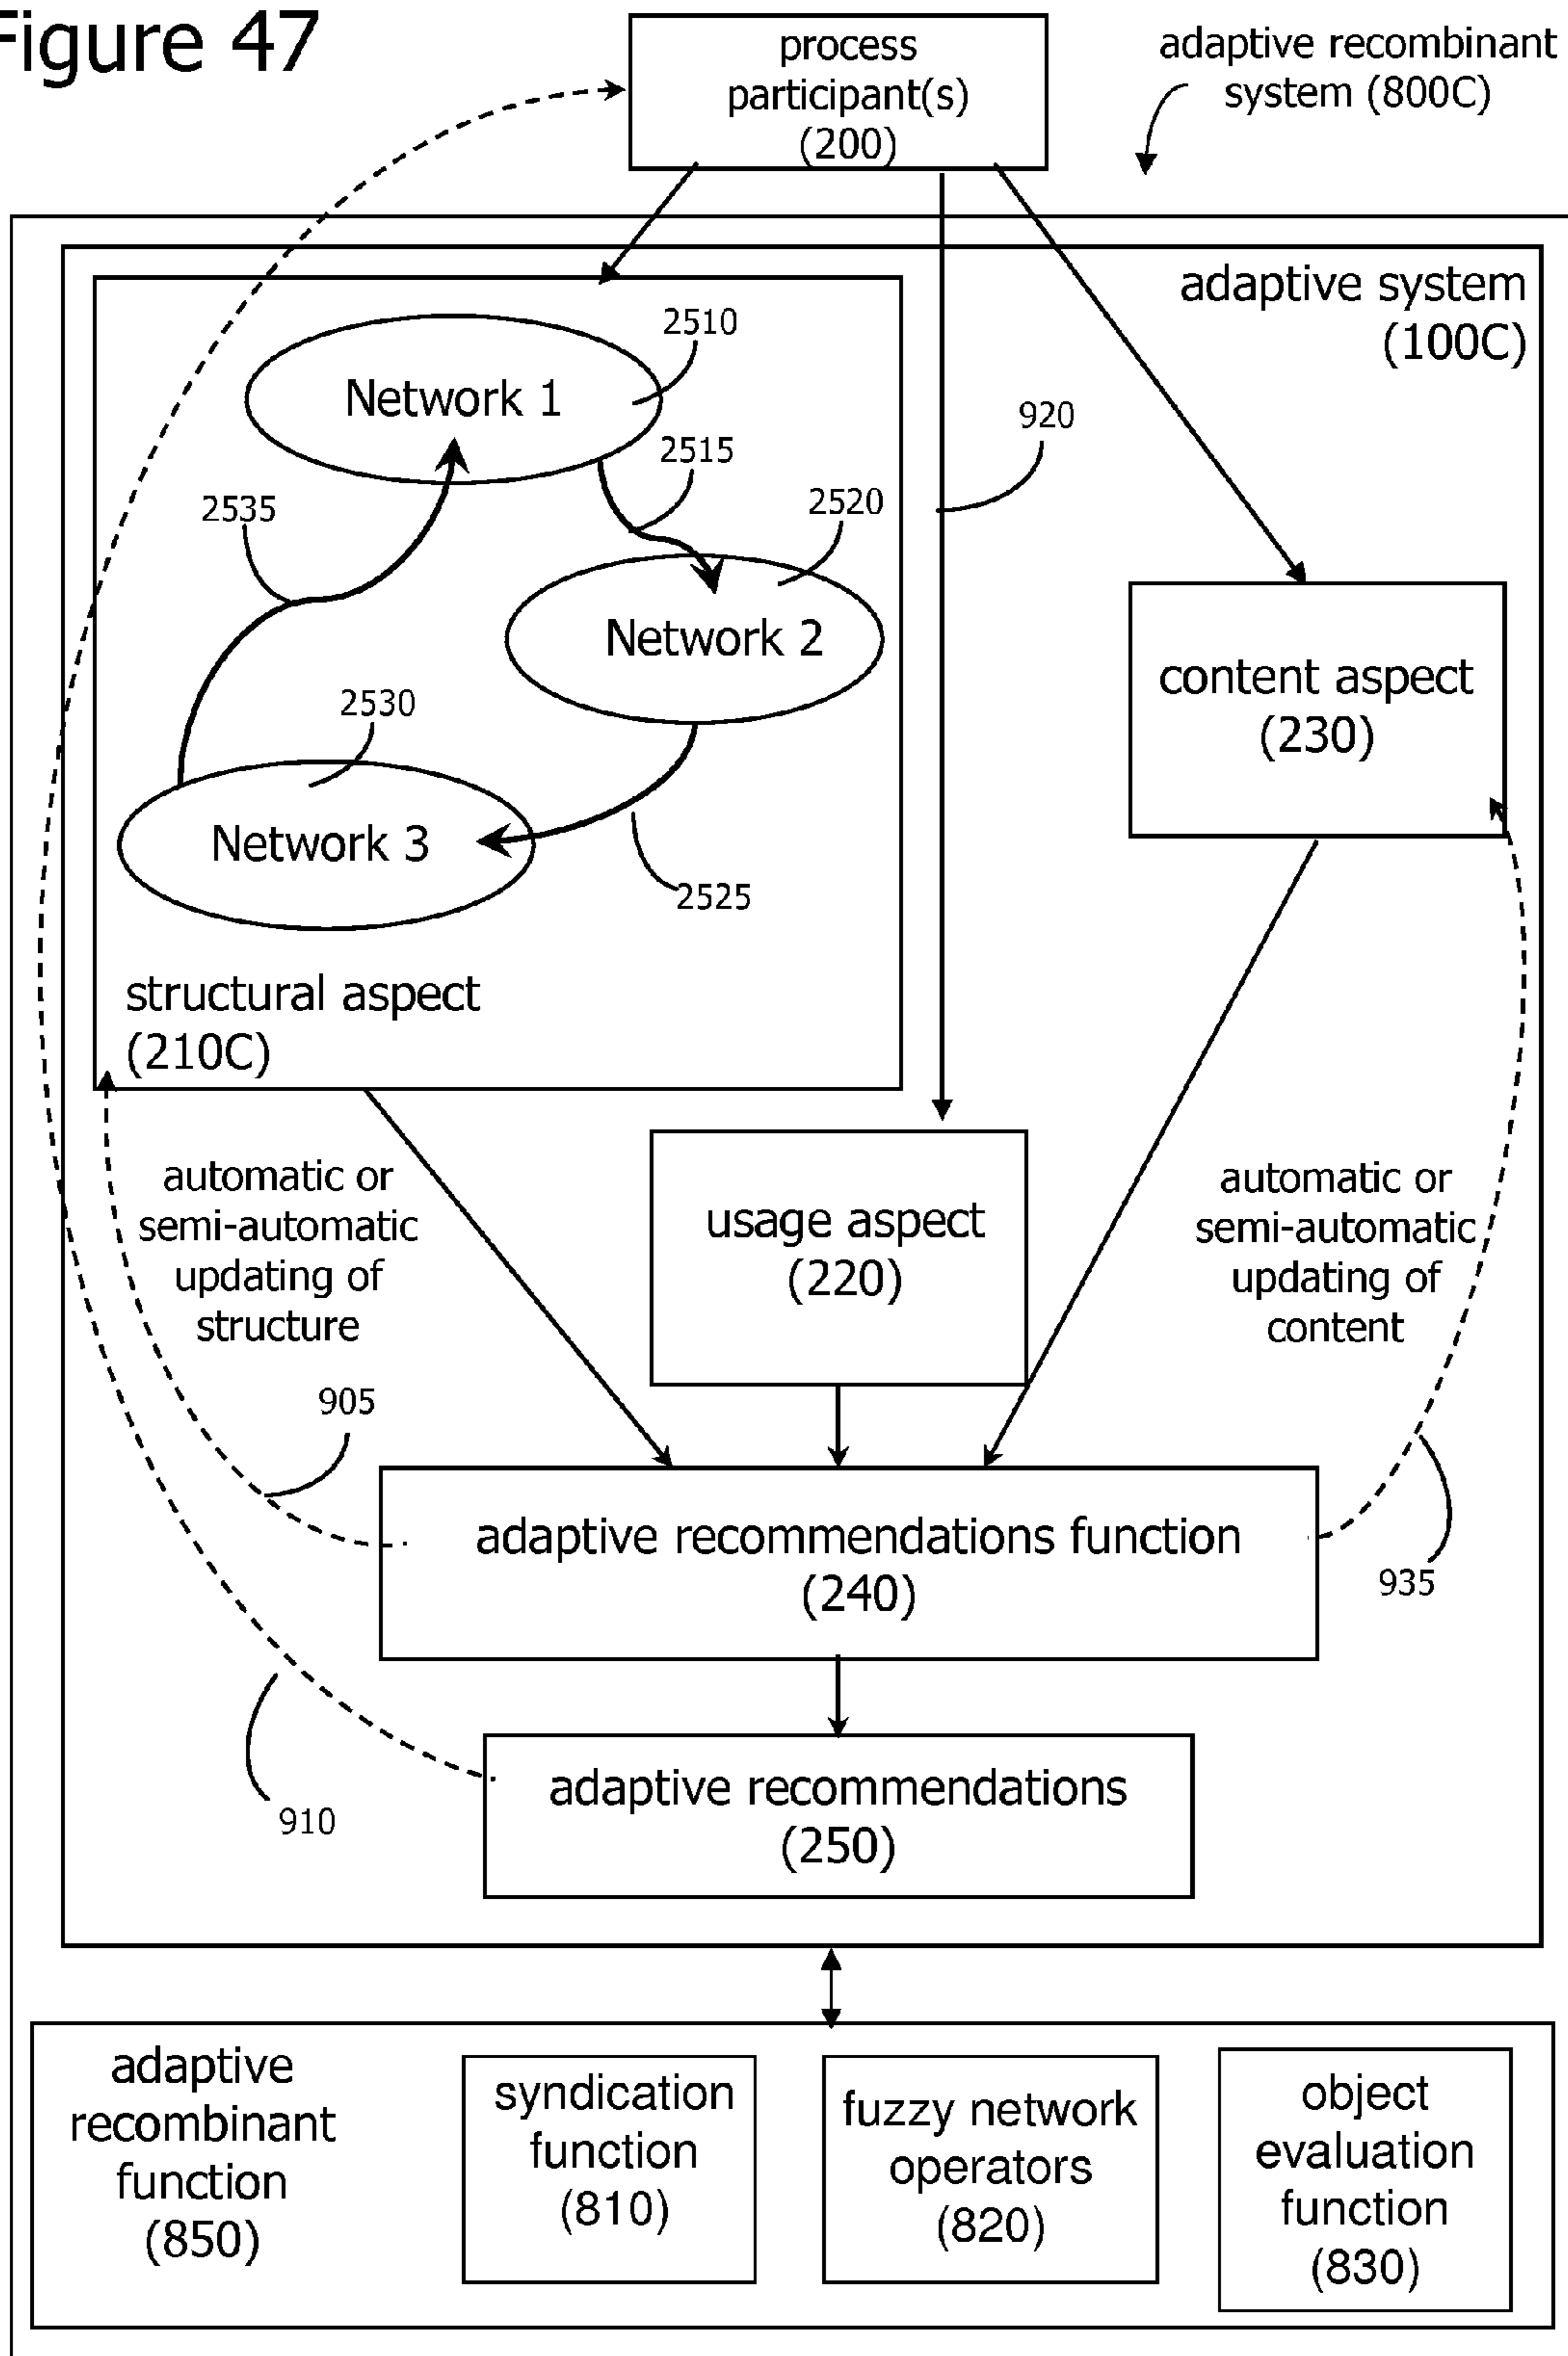 Figure 47
process
participant(s)
(200)
adaptive recombinant
system (800C)
adaptive system
(100C)
2510
Network 1
2515
920
2535
2520
Network 2
content aspect
(230)
2530
Network 3
2525
structural aspect
(210C)
automatic or
semi-automatic
updating of
structure
usage aspect
(220)
automatic or
semi-automatic
updating of
content
905
adaptive recommendations function
(240)
935
adaptive recommendations
(250)
910
adaptive
recombinant
function
(850)
syndication
function
(810)
fuzzy network
operators
(820)
object
evaluation
function
(830)